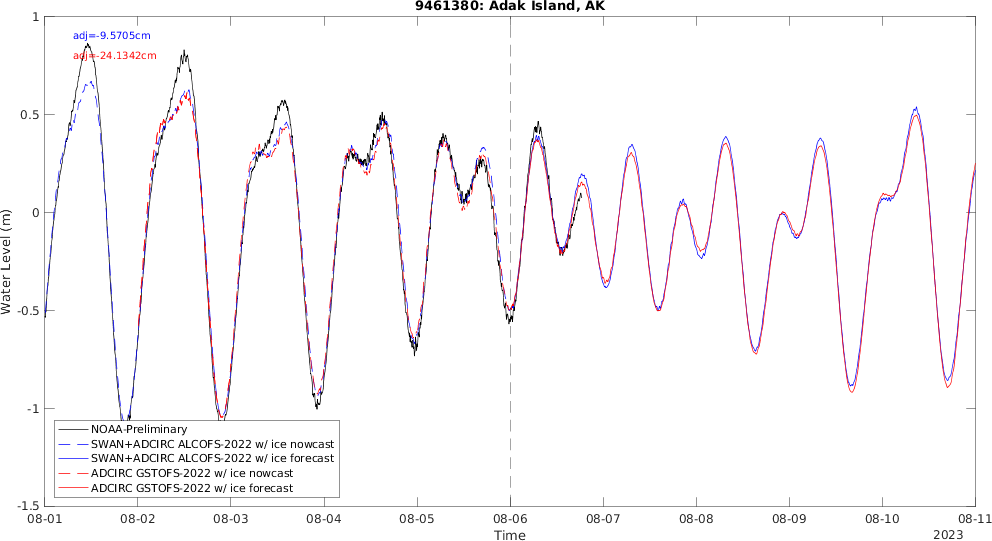 9461380: Adak Island, AK
adj=-9.5705cm
adj=-24.1342cm
Water Level (m)
1
0.5
0
-0.5
-1
-1.5
NOAA-Preliminary
SWAN+ADCIRC ALCOFS-2022 w/ ice nowcast
SWAN+ADCIRC ALCOFS-2022 w/ ice forecast
ADCIRC GSTOFS-2022 w/ ice nowcast
ADCIRC GSTOFS-2022 w/ ice forecast
08-01 08-02 08-03 08-04 08-05 08-06 08-07 08-08 08-09 08-10 08-11
Time
2023